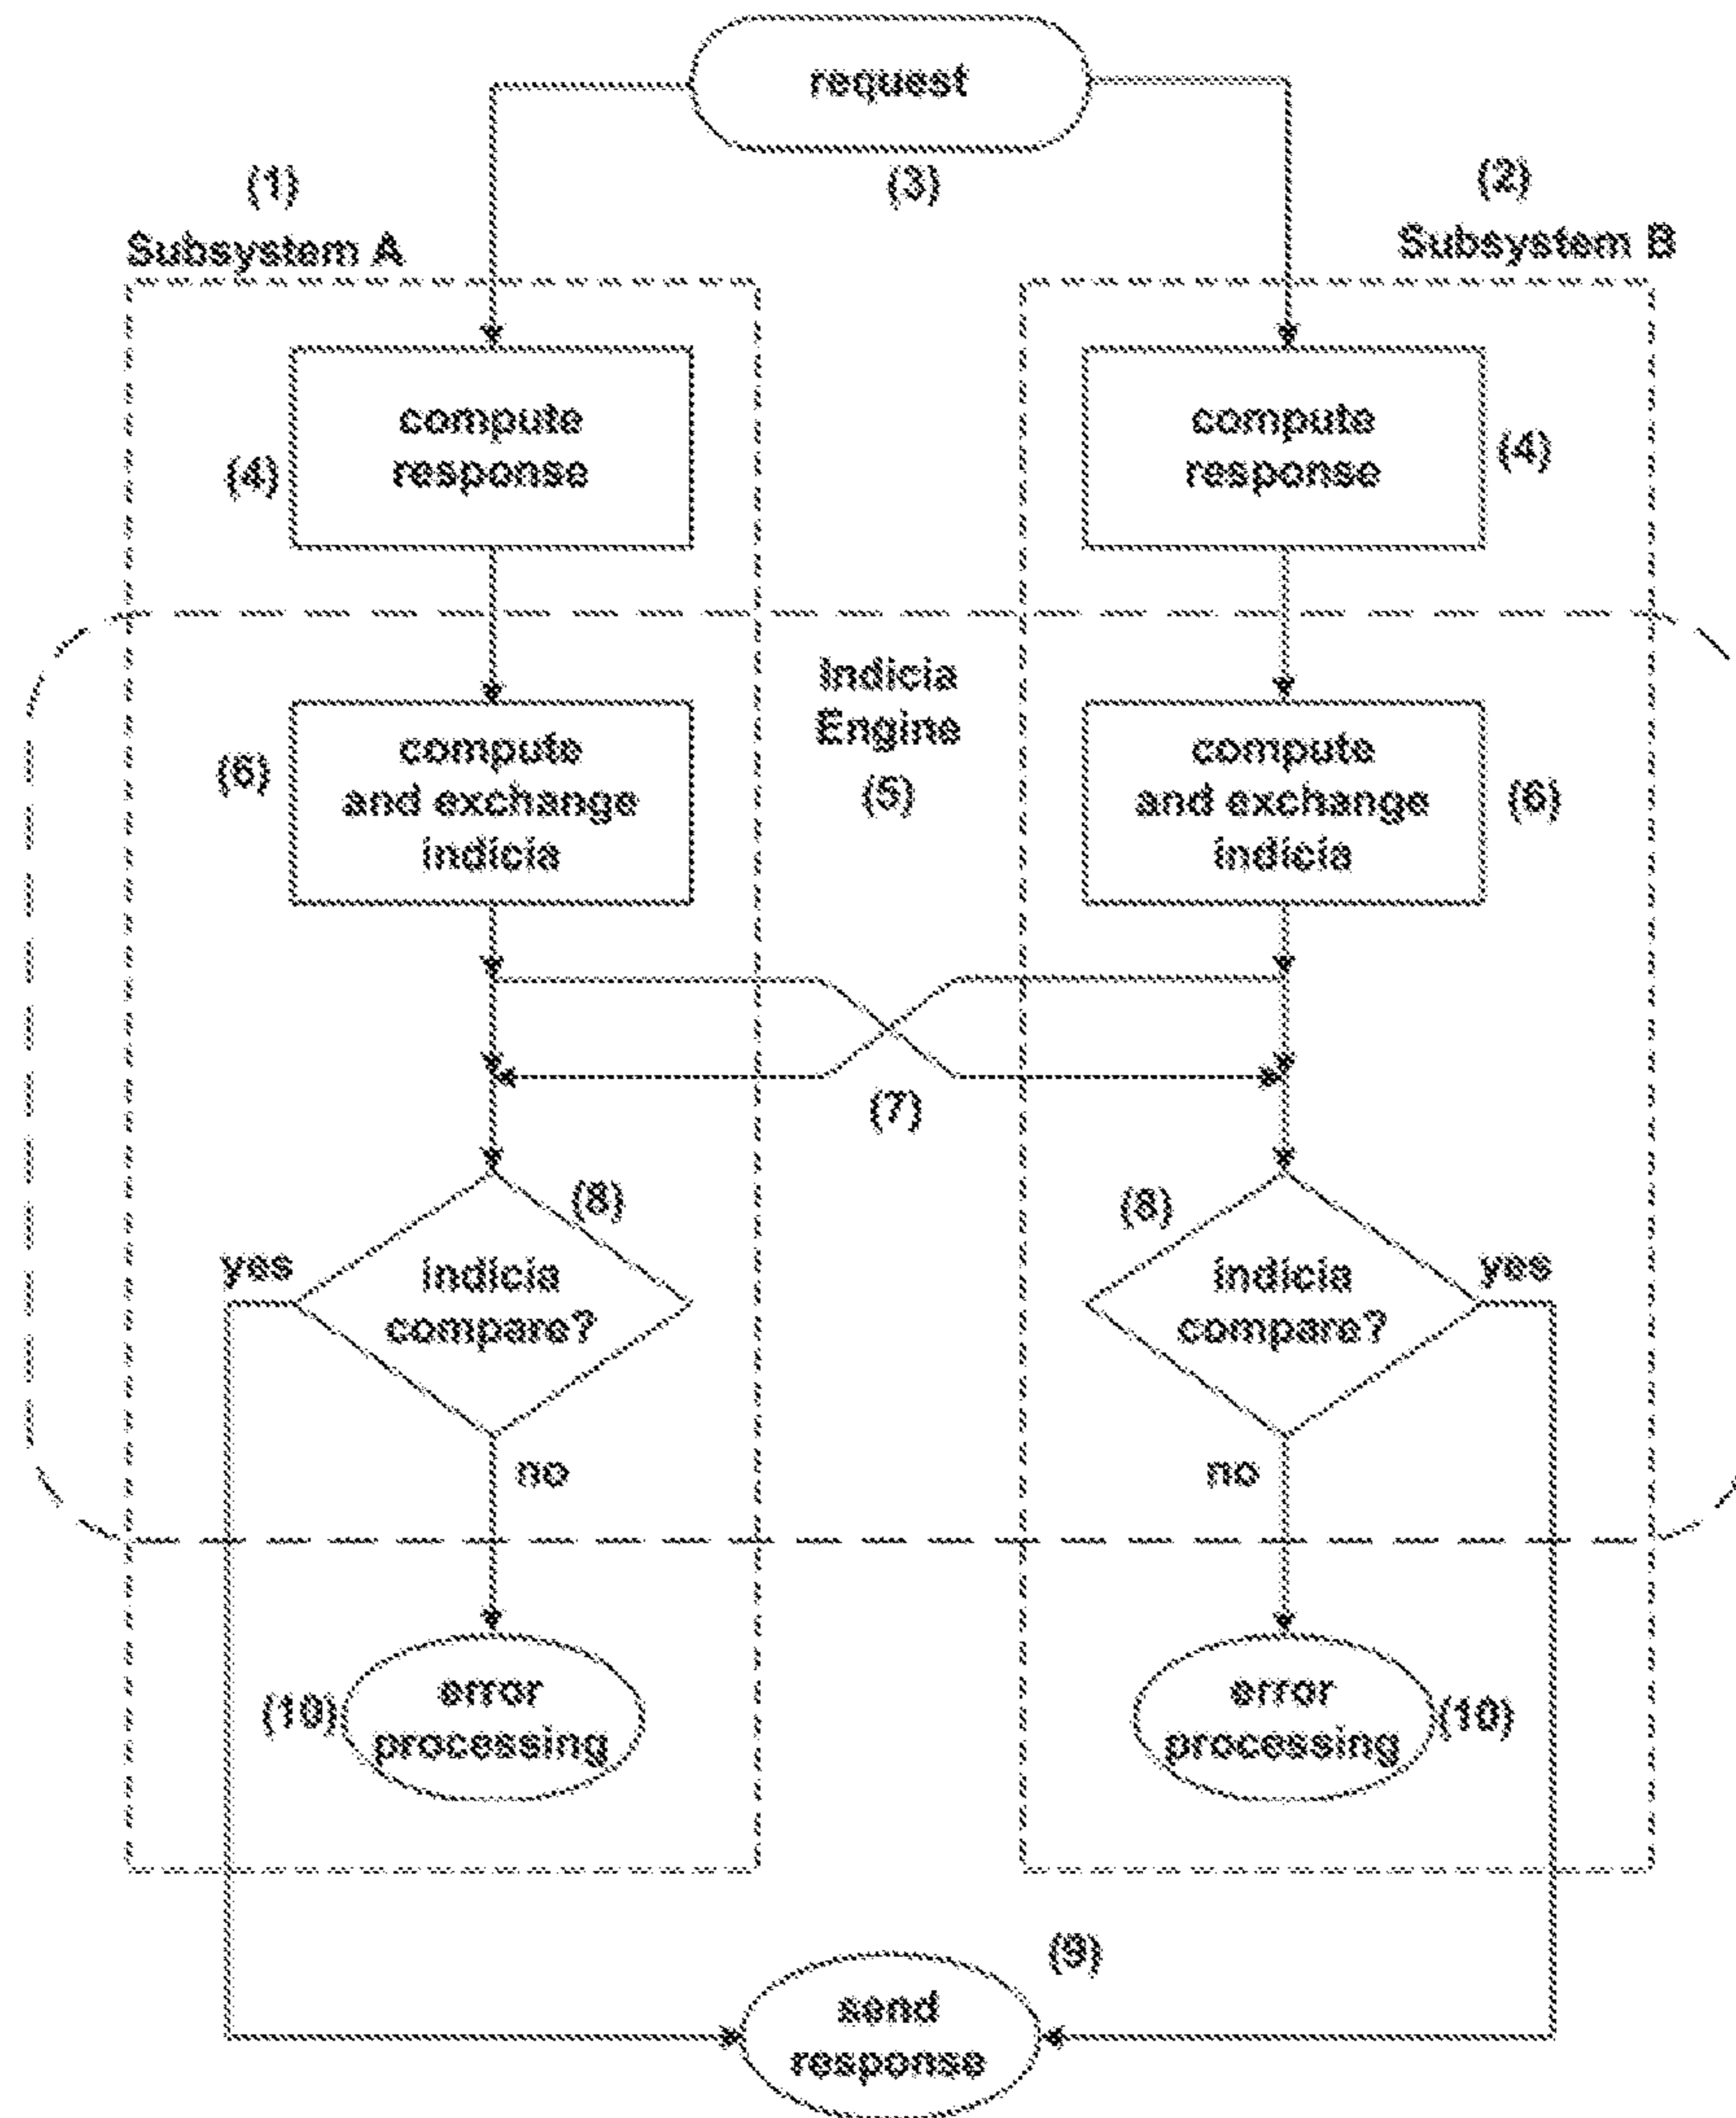 request
(3)
(1)
Subsystem A
(2)
Subsystem B
compute
response
(4)
compute
response
(4)
Indicia
Engine
(5)
compute
and exchange
indicia
(6)
compute
and exchange
indicia
(6)
(7)
(8)
indicia
compare?
yes
no
(8)
indicia
compare?
yes
no
(10)
error
processing
error
processing
(10)
(9)
send
response